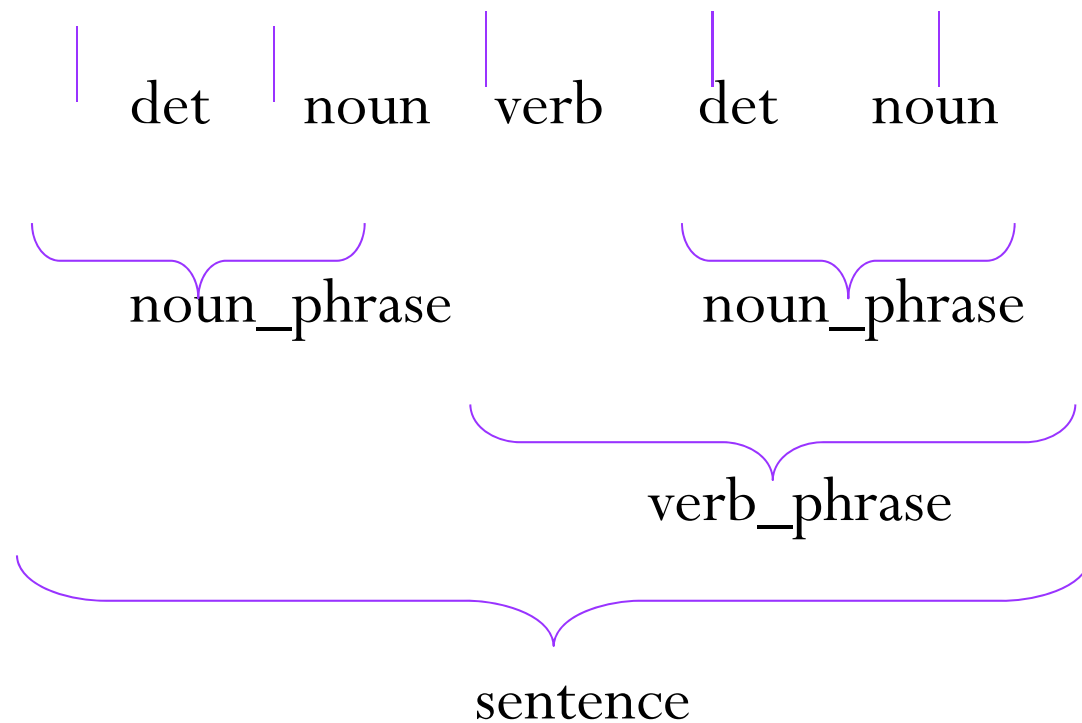 det noun verb det noun
noun_phrase noun_phrase
verb_phrase
sentence